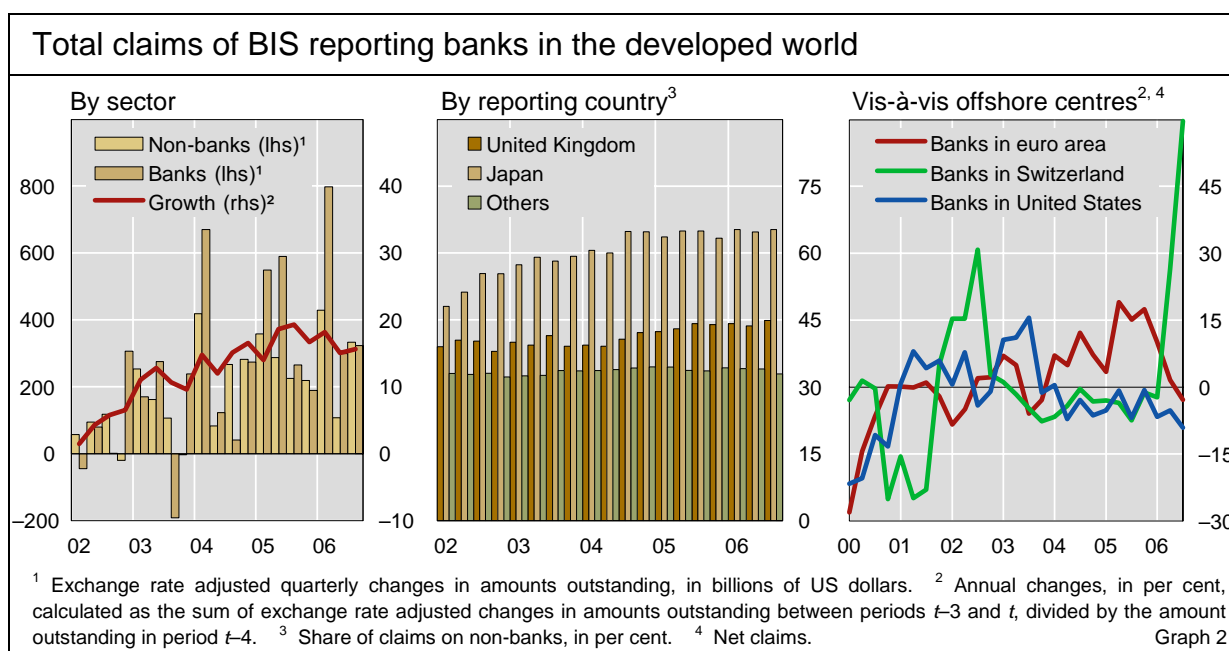 Total claims of BIS reporting banks in the developed world
By sector
Non-banks (lhs)¹
Banks (lhs)¹
Growth (rhs)²
800
600
400
200
0
–200
40
30
20
10
0
–10
02 03 04 05 06
By reporting country³
United Kingdom
Japan
Others
75
60
45
30
15
0
02 03 04 05 06
Vis-à-vis offshore centres²˒ ⁴
Banks in euro area
Banks in Switzerland
Banks in United States
45
30
15
0
–15
–30
00 01 02 03 04 05 06
¹ Exchange rate adjusted quarterly changes in amounts outstanding, in billions of US dollars. ² Annual changes, in per cent,
calculated as the sum of exchange rate adjusted changes in amounts outstanding between periods t–3 and t, divided by the amount
outstanding in period t–4. ³ Share of claims on non-banks, in per cent. ⁴ Net claims. Graph 2